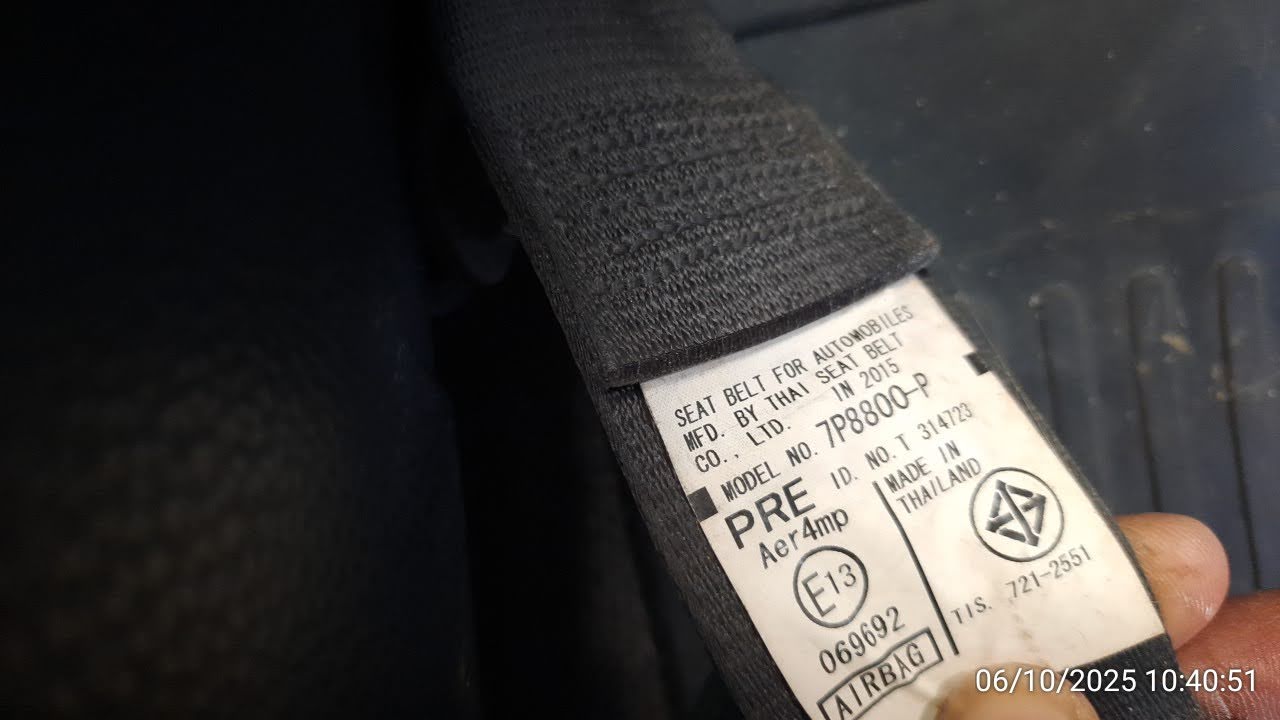 SEAT BELT FOR AUTOMOBILES
MFD. BY THAI SEAT BELT
CO., LTD. IN 2015
MODEL NO. 7P8800-P
PRE ID. NO. T 314723
Aer4mp
MADE IN
THAILAND
E13
069692
TIS. 721-2551
AIRBAG
06/10/2025 10:40:51